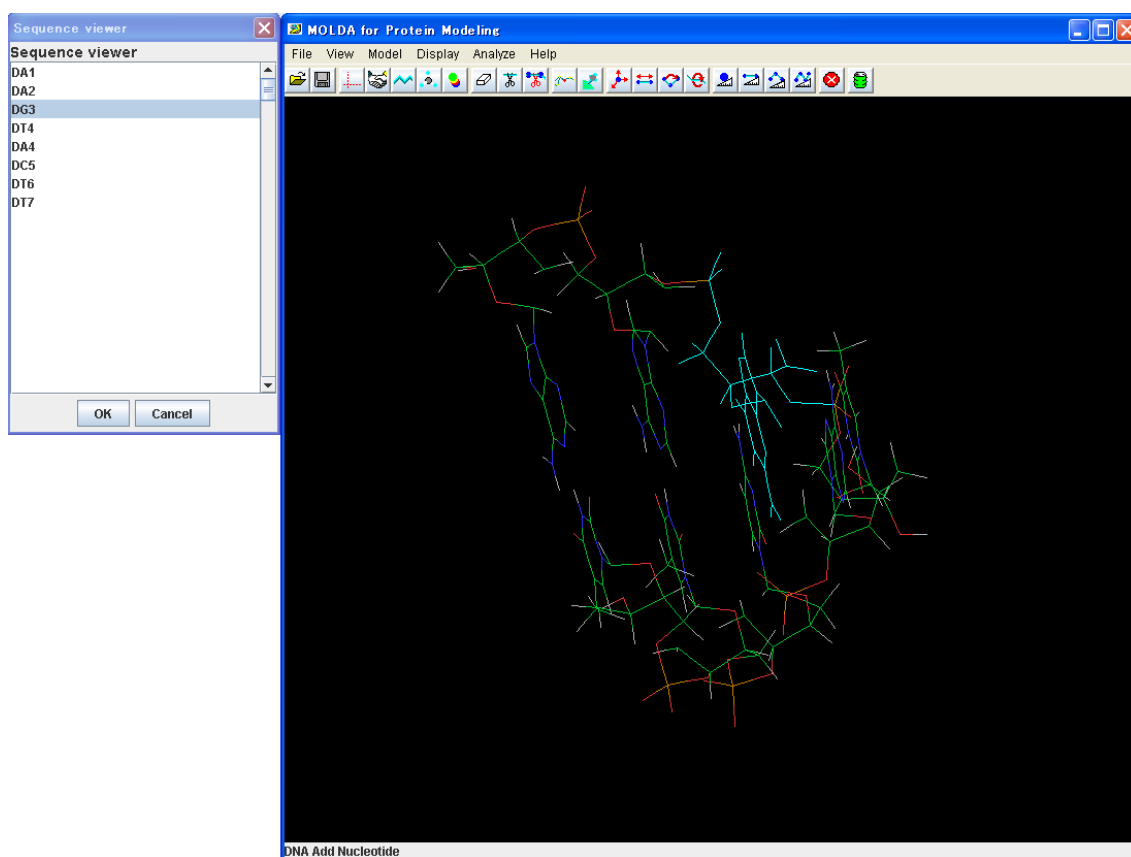 Sequence viewer
Sequence viewer
DA1
DA2
DG3
DT4
DA4
DC5
DT6
DT7
OK Cancel
MOLDA for Protein Modeling
File View Model Display Analyze Help
DNA Add Nucleotide